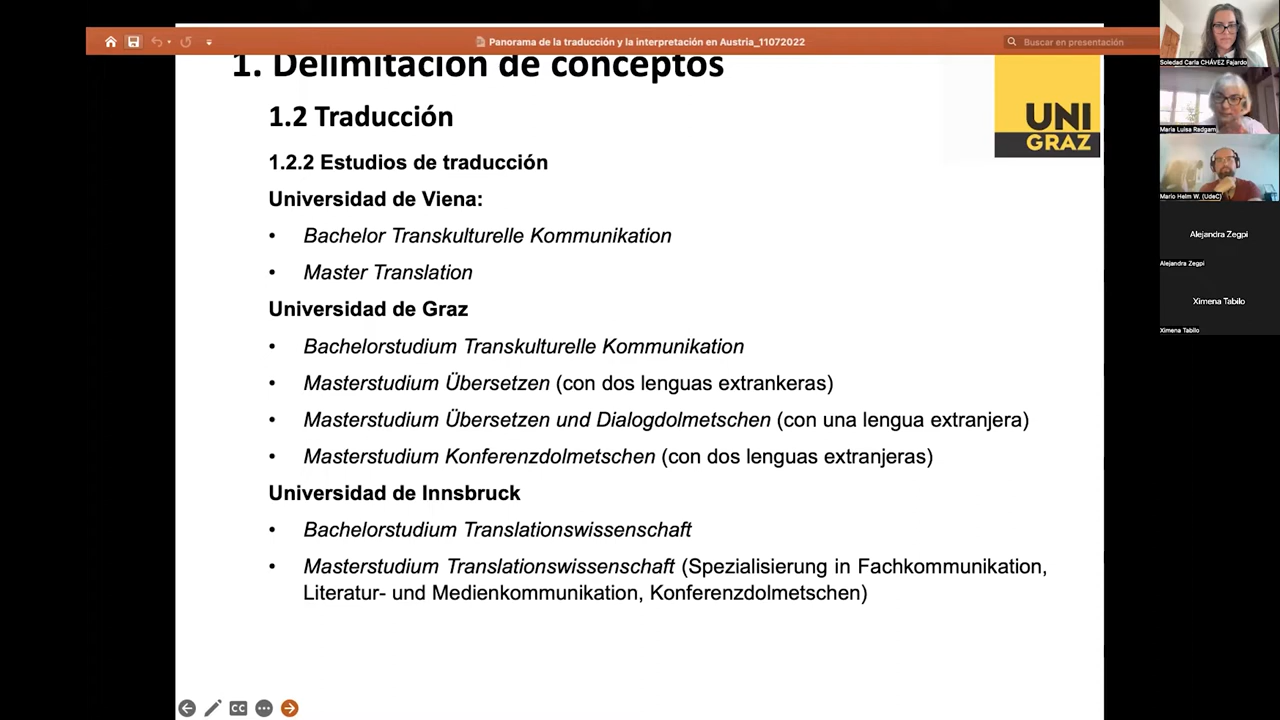 Panorama de la traducción y la interpretación en Austria_11072022
Buscar en presentación
1. Delimitación de conceptos
1.2 Traducción
UNI
GRAZ
1.2.2 Estudios de traducción
Universidad de Viena:
• Bachelor Transkulturelle Kommunikation
• Master Translation
Universidad de Graz
• Bachelorstudium Transkulturelle Kommunikation
• Masterstudium Übersetzen (con dos lenguas extrankeras)
• Masterstudium Übersetzen und Dialogdolmetschen (con una lengua extranjera)
• Masterstudium Konferenzdolmetschen (con dos lenguas extranjeras)
Universidad de Innsbruck
• Bachelorstudium Translationswissenschaft
• Masterstudium Translationswissenschaft (Spezialisierung in Fachkommunikation,
Literatur- und Medienkommunikation, Konferenzdolmetschen)
CC
Soledad Carla CHÁVEZ Fajardo
Maria Luisa Radgam
Mario Helm W. (UdeC)
Alejandra Zegpi
Alejandra Zegpi
Ximena Tabilo
Ximena Tabilo